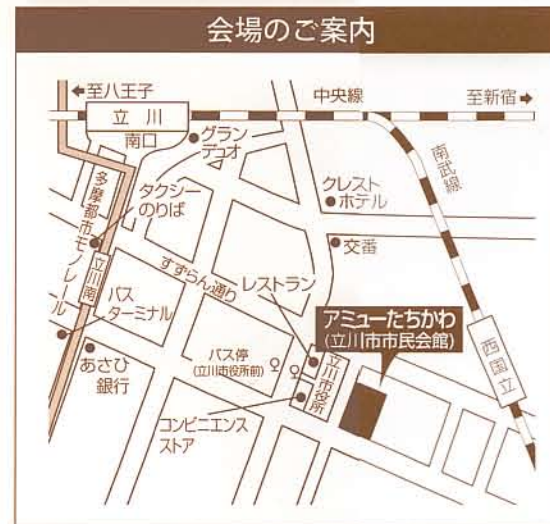 会場のご案内
至八王子
立川
南口
中央線
至新宿
グラン
デュオ
南武線
多摩都市モノレール
タクシー
のりば
クレスト
ホテル
交番
立川南
すずらん通り
レストラン
バス
ターミナル
アミューたちかわ
(立川市市民会館)
バス停
(立川市役所前)
立川市役所
西国立
あさひ
銀行
コンビニエンス
ストア